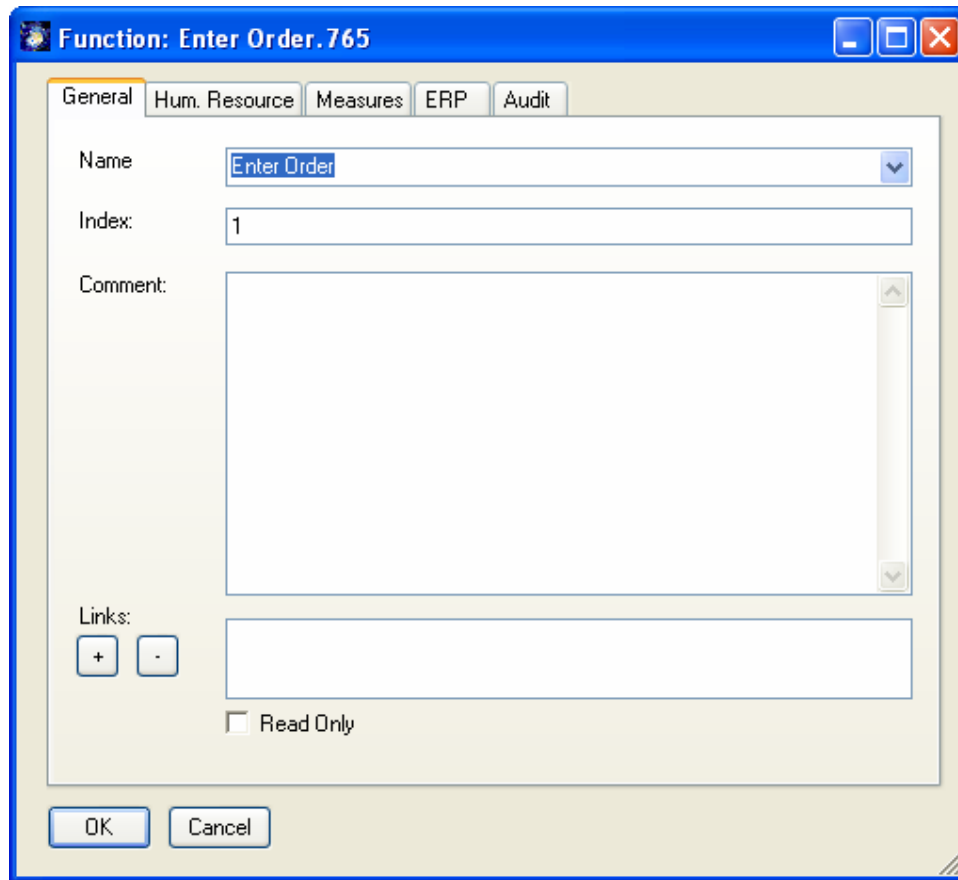 Function: Enter Order.765
General Hum. Resource Measures ERP Audit
Name Enter Order
Index: 1
Comment:
Links:
+ -
Read Only
OK Cancel